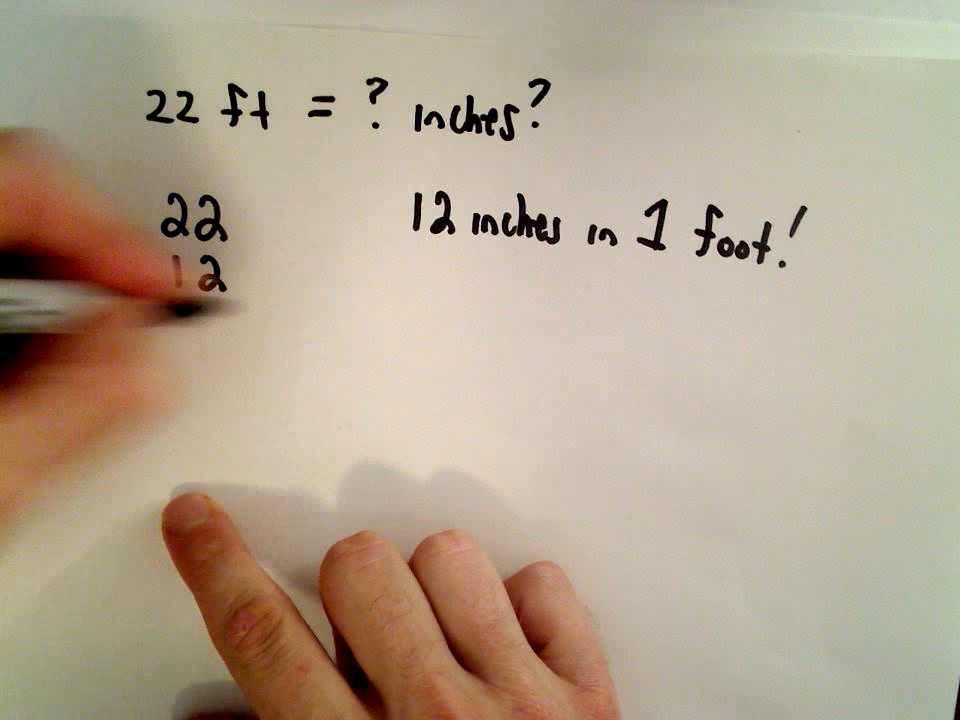 22 ft = ? inches?
22
12 inches in 1 foot!
12